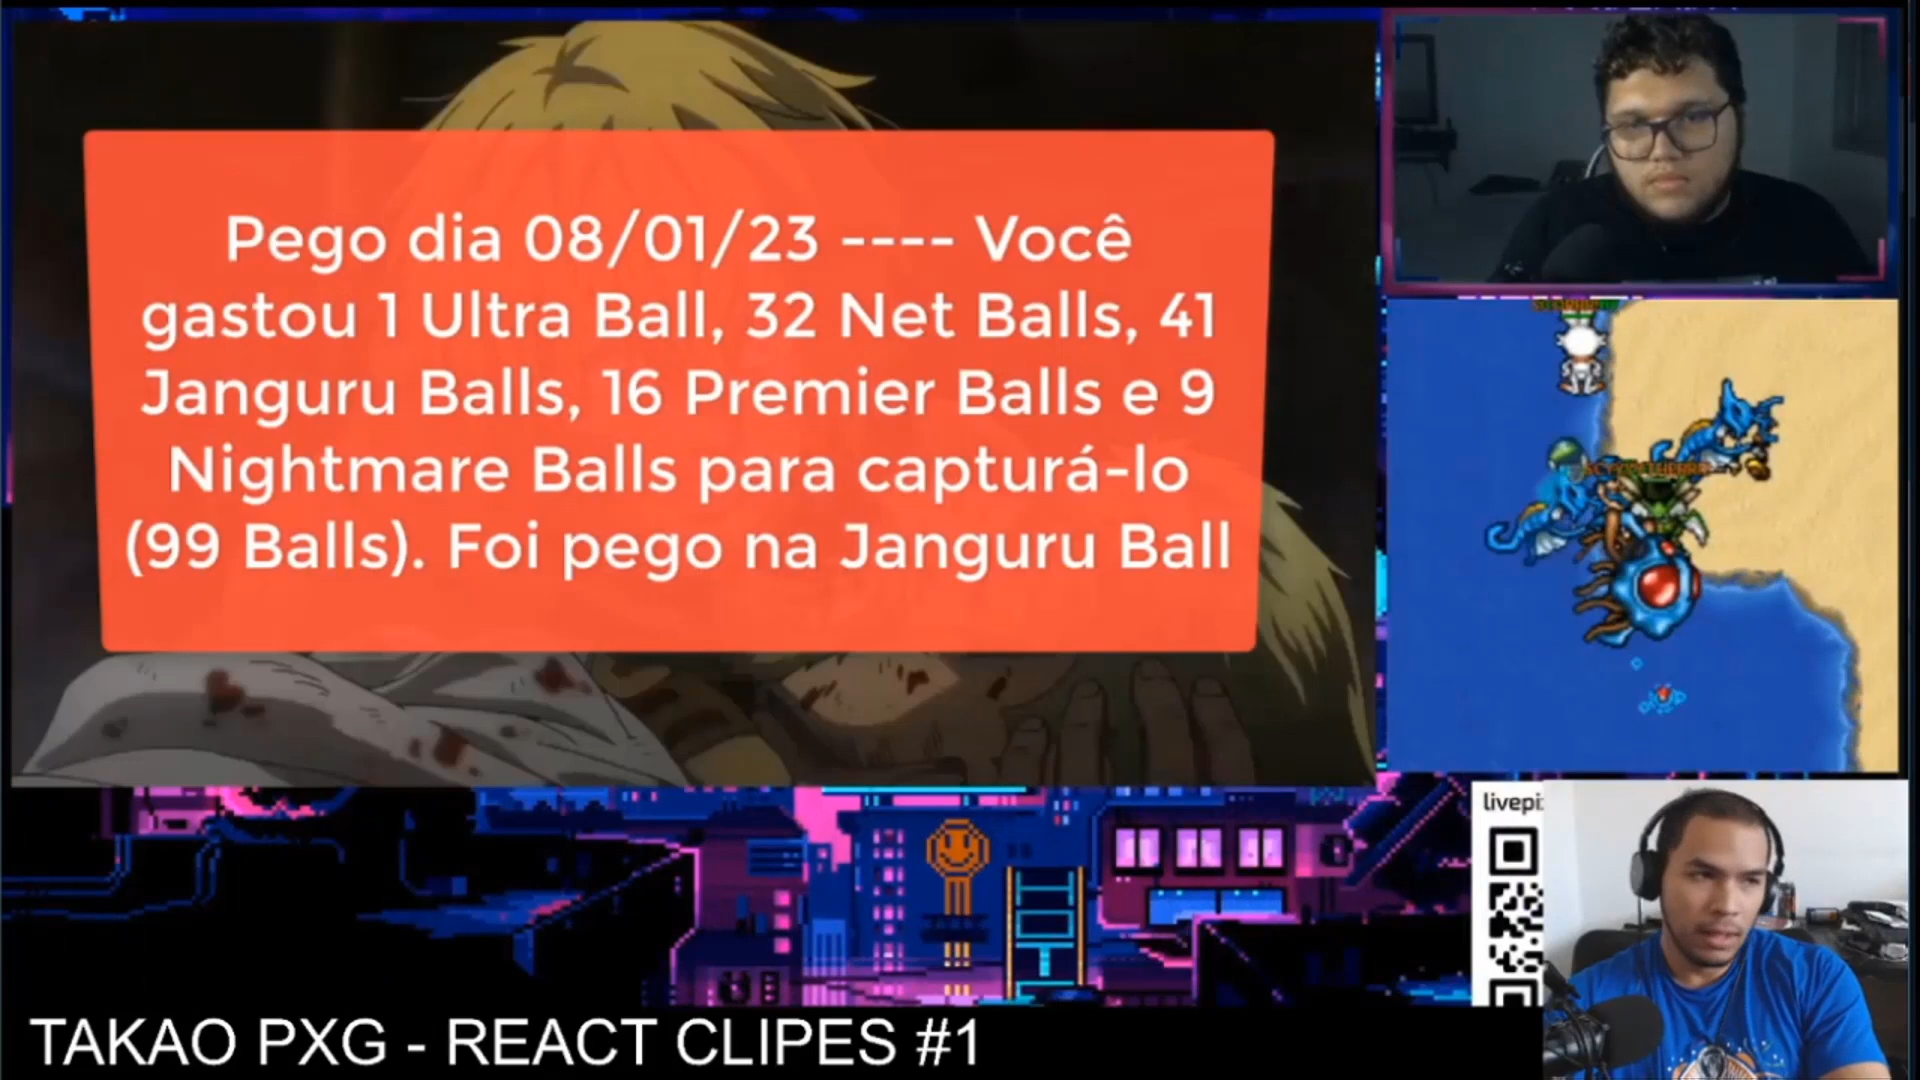 Pego dia 08/01/23 ---- Você
gastou 1 Ultra Ball, 32 Net Balls, 41
Janguru Balls, 16 Premier Balls e 9
Nightmare Balls para capturá-lo
(99 Balls). Foi pego na Janguru Ball
livepi
HOT
TAKAO PXG - REACT CLIPES #1